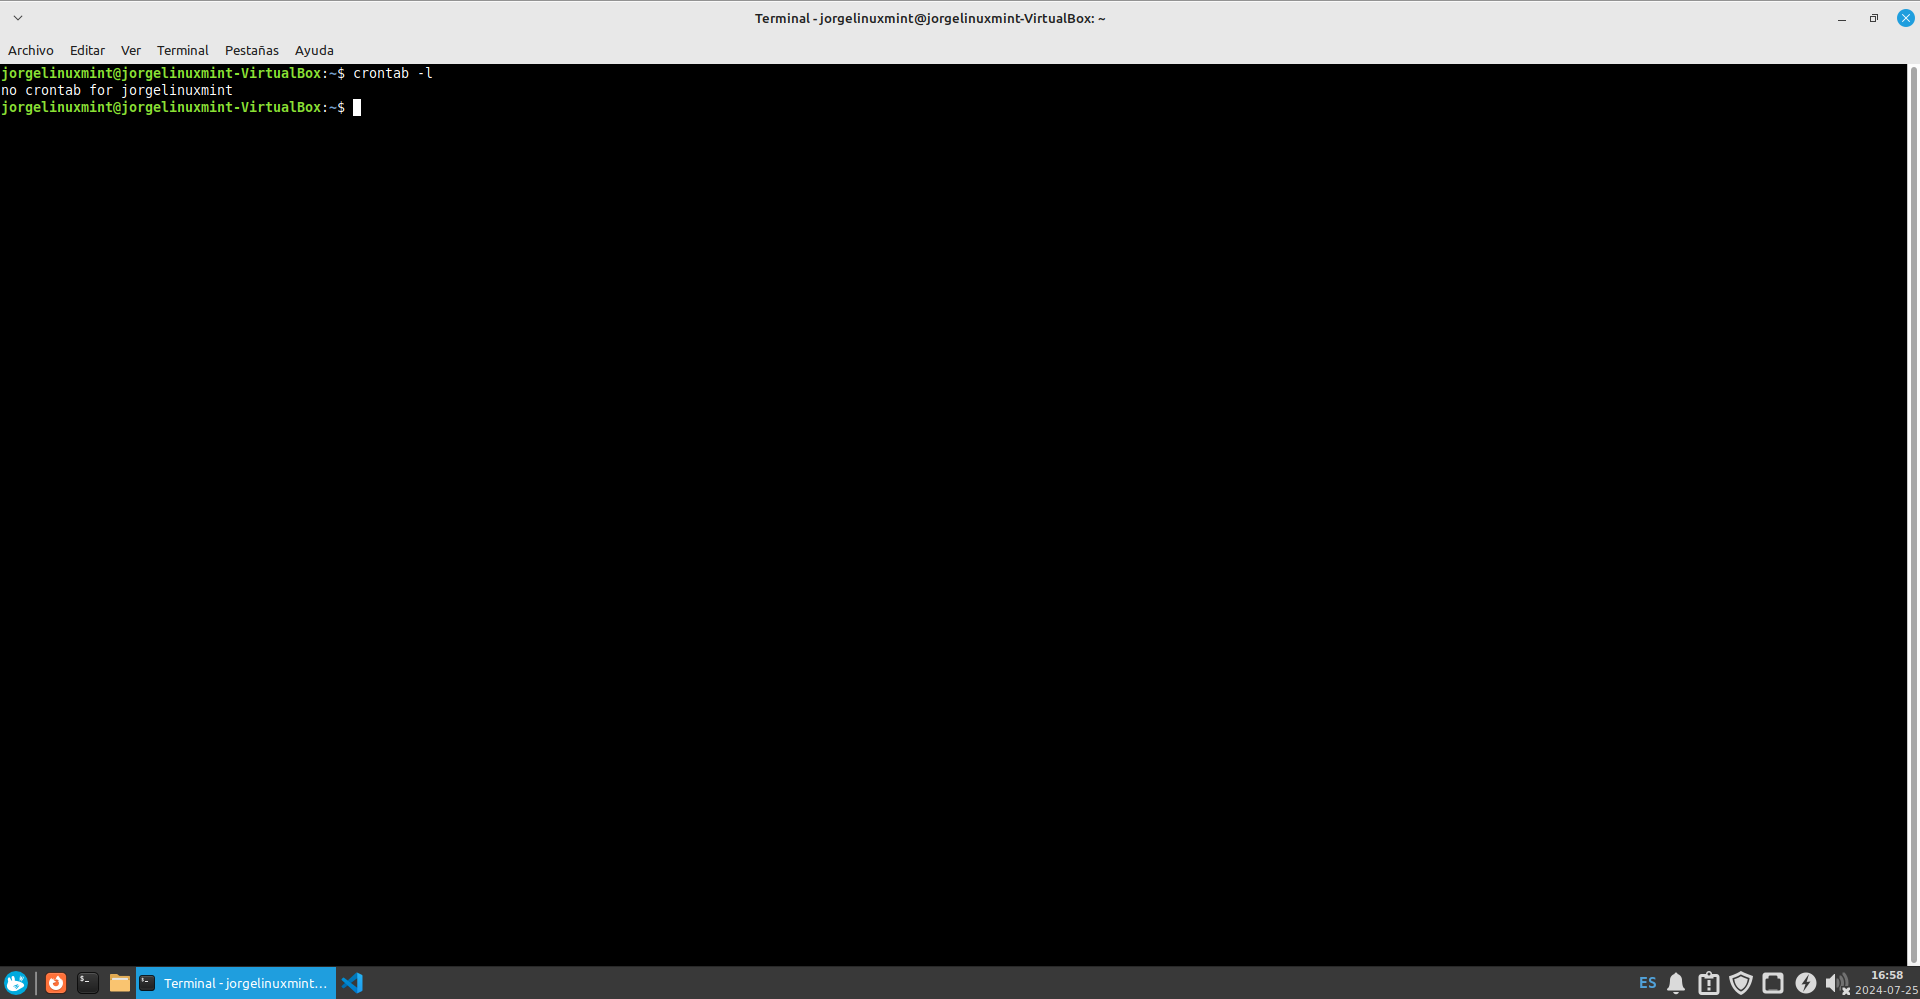 Terminal - jorgelinuxmint@jorgelinuxmint-VirtualBox: ~
Archivo Editar Ver Terminal Pestañas Ayuda
jorgelinuxmint@jorgelinuxmint-VirtualBox:~$ crontab -l
no crontab for jorgelinuxmint
jorgelinuxmint@jorgelinuxmint-VirtualBox:~$
Terminal - jorgelinuxmint...
ES
16:58
2024-07-25